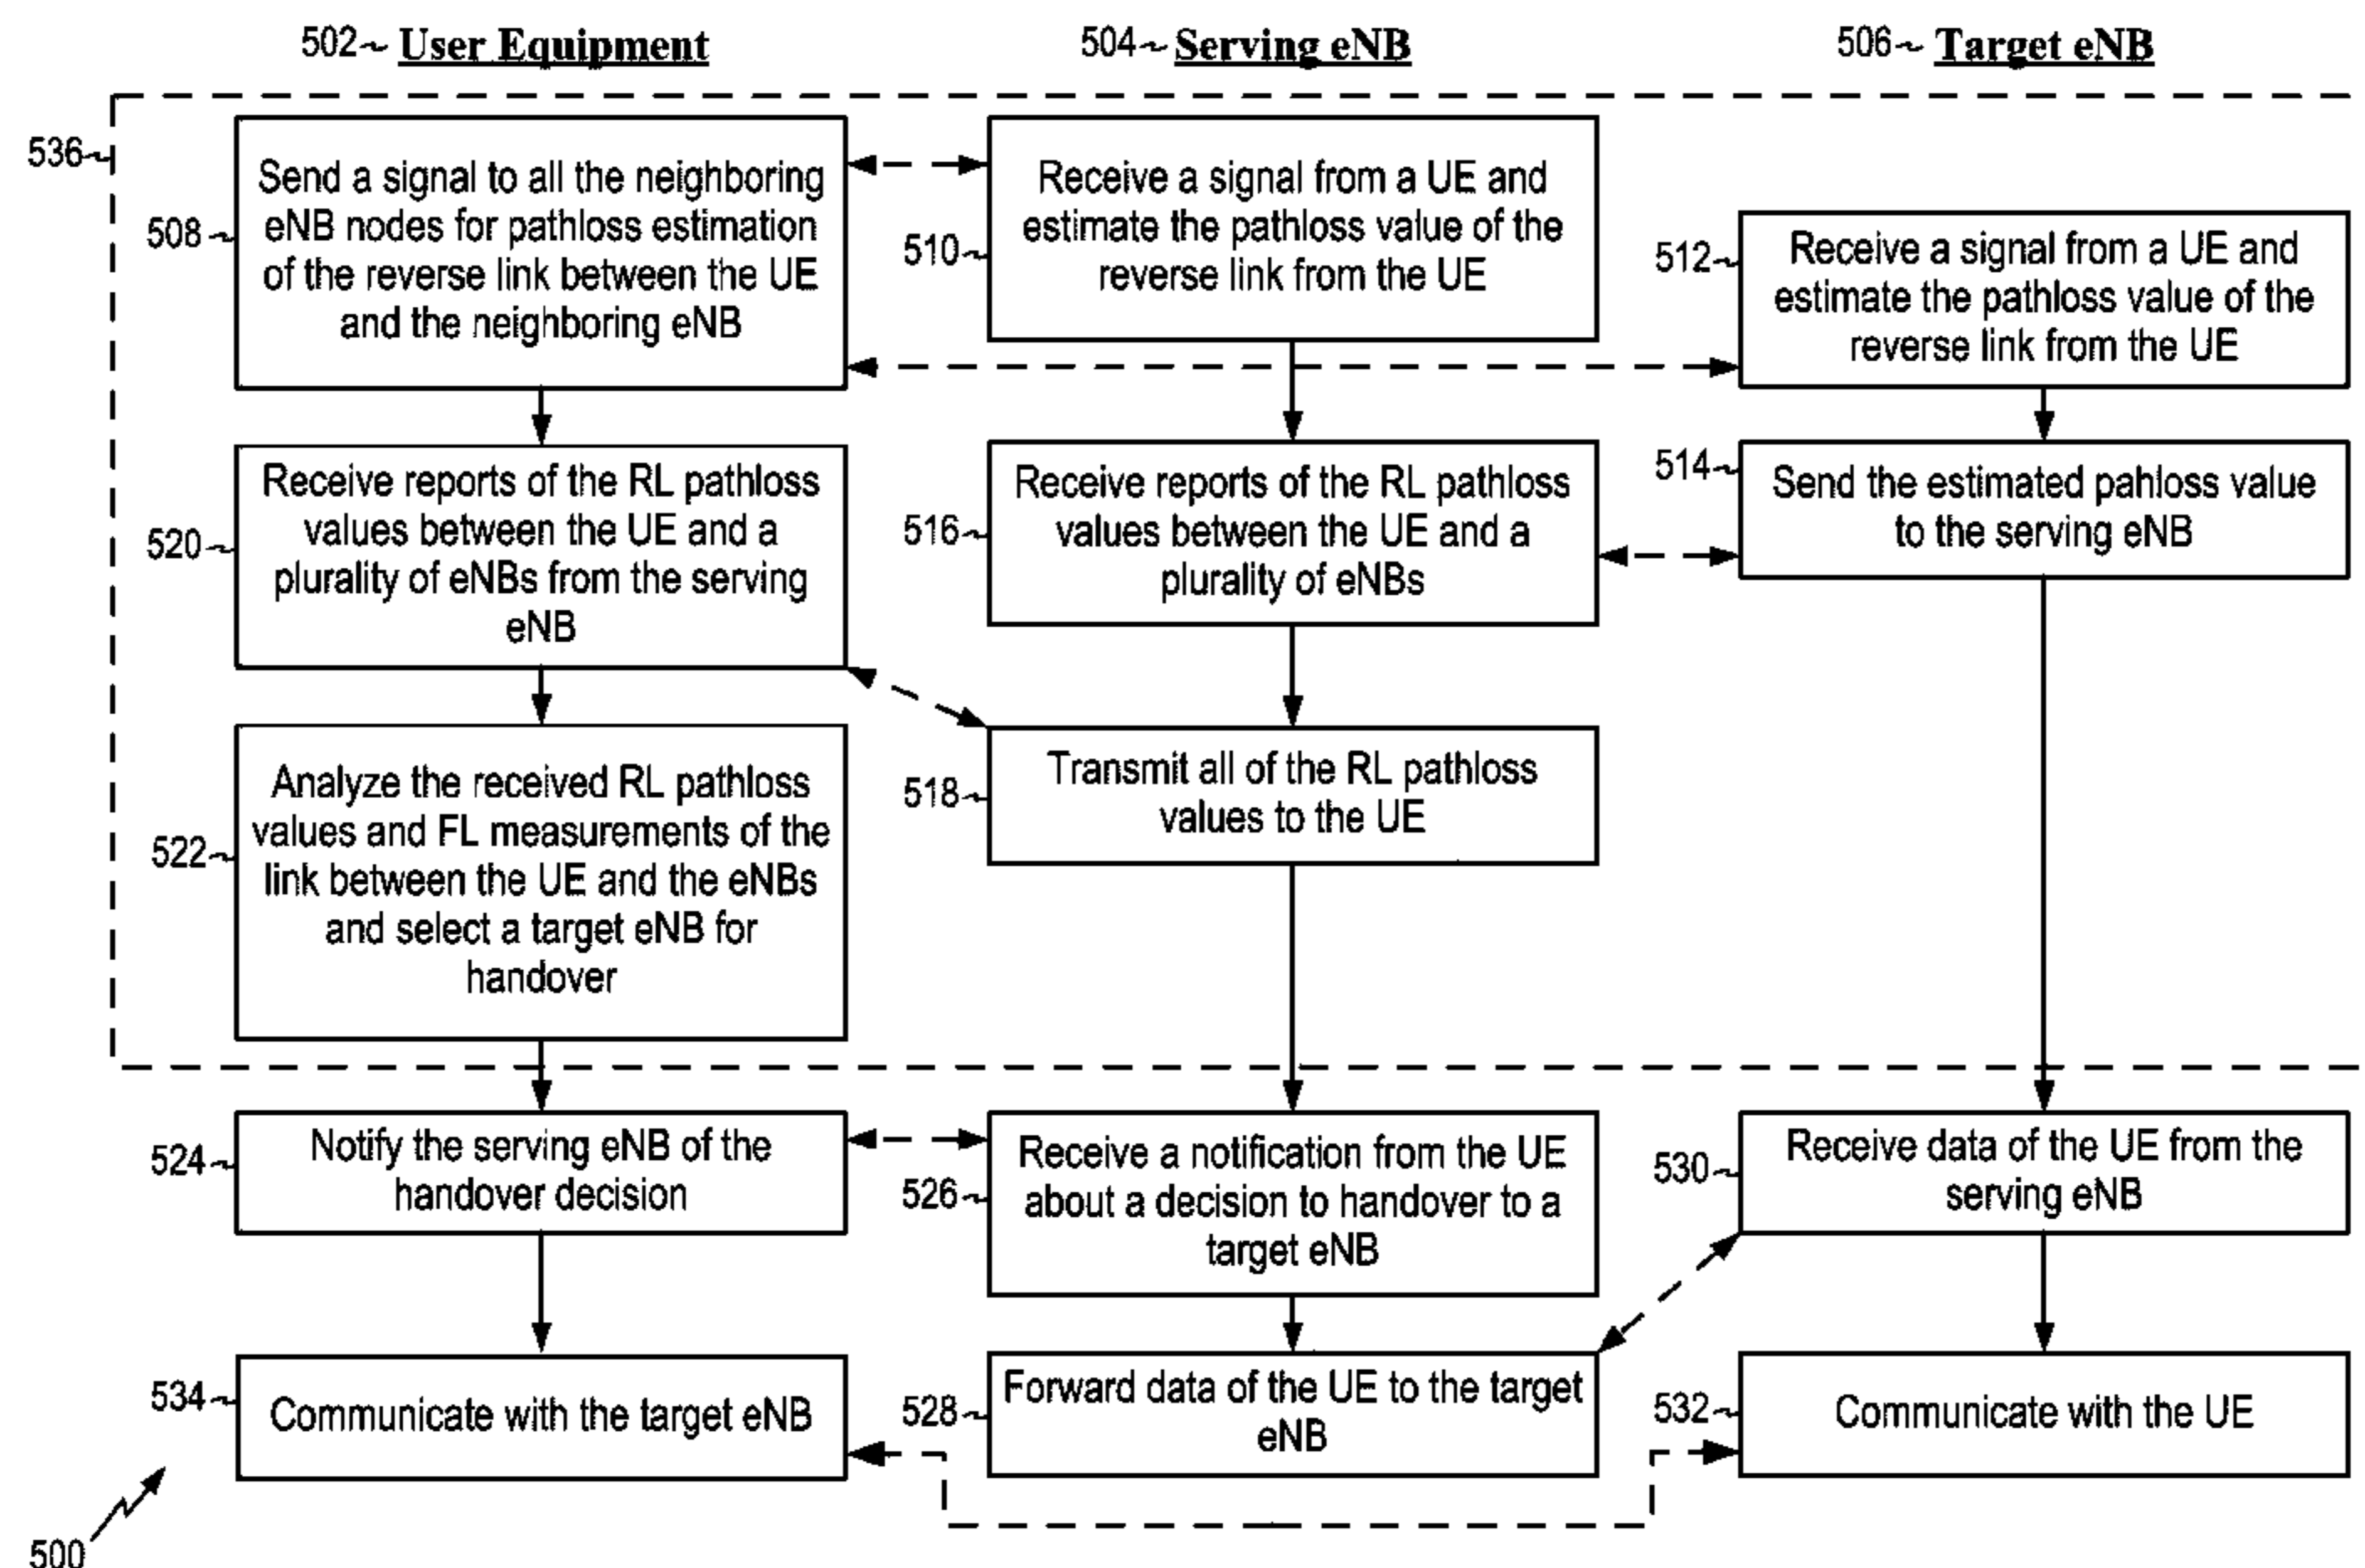 502 User Equipment
504 Serving eNB
506 Target eNB
536
508
Send a signal to all the neighboring
eNB nodes for pathloss estimation
of the reverse link between the UE
and the neighboring eNB
510
Receive a signal from a UE and
estimate the pathloss value of the
reverse link from the UE
512
Receive a signal from a UE and
estimate the pathloss value of the
reverse link from the UE
520
Receive reports of the RL pathloss
values between the UE and a
plurality of eNBs from the serving
eNB
516
Receive reports of the RL pathloss
values between the UE and a
plurality of eNBs
514
Send the estimated pahloss value
to the serving eNB
522
Analyze the received RL pathloss
values and FL measurements of the
link between the UE and the eNBs
and select a target eNB for
handover
518
Transmit all of the RL pathloss
values to the UE
524
Notify the serving eNB of the
handover decision
526
Receive a notification from the UE
about a decision to handover to a
target eNB
530
Receive data of the UE from the
serving eNB
534
Communicate with the target eNB
528
Forward data of the UE to the target
eNB
532
Communicate with the UE
500